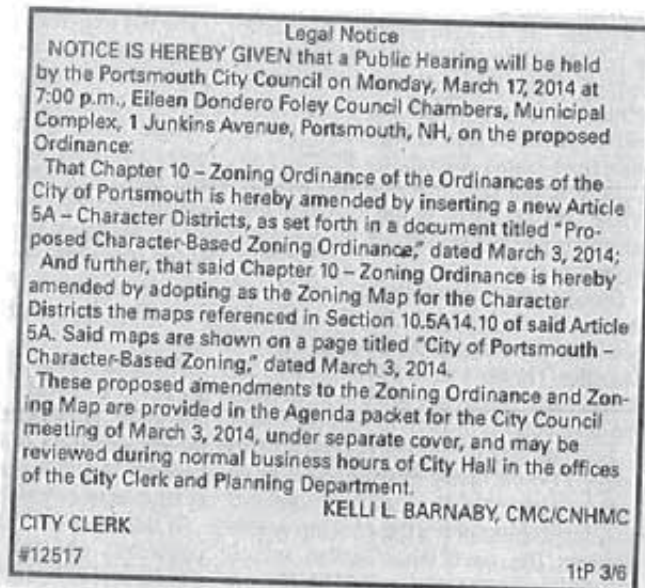 Legal Notice
NOTICE IS HEREBY GIVEN that a Public Hearing will be held
by the Portsmouth City Council on Monday, March 17, 2014 at
7:00 p.m., Eileen Dondero Foley Council Chambers, Municipal
Complex, 1 Junkins Avenue, Portsmouth, NH, on the proposed
Ordinance:
That Chapter 10 – Zoning Ordinance of the Ordinances of the
City of Portsmouth is hereby amended by inserting a new Article
5A – Character Districts, as set forth in a document titled "Pro-
posed Character-Based Zoning Ordinance," dated March 3, 2014;
And further, that said Chapter 10 – Zoning Ordinance is hereby
amended by adopting as the Zoning Map for the Character
Districts the maps referenced in Section 10.5A14.10 of said Article
5A. Said maps are shown on a page titled "City of Portsmouth –
Character-Based Zoning," dated March 3, 2014.
These proposed amendments to the Zoning Ordinance and Zon-
ing Map are provided in the Agenda packet for the City Council
meeting of March 3, 2014, under separate cover, and may be
reviewed during normal business hours of City Hall in the offices
of the City Clerk and Planning Department.
KELLI L. BARNABY, CMC/CNHMC
CITY CLERK
#12517
1tP 3/6